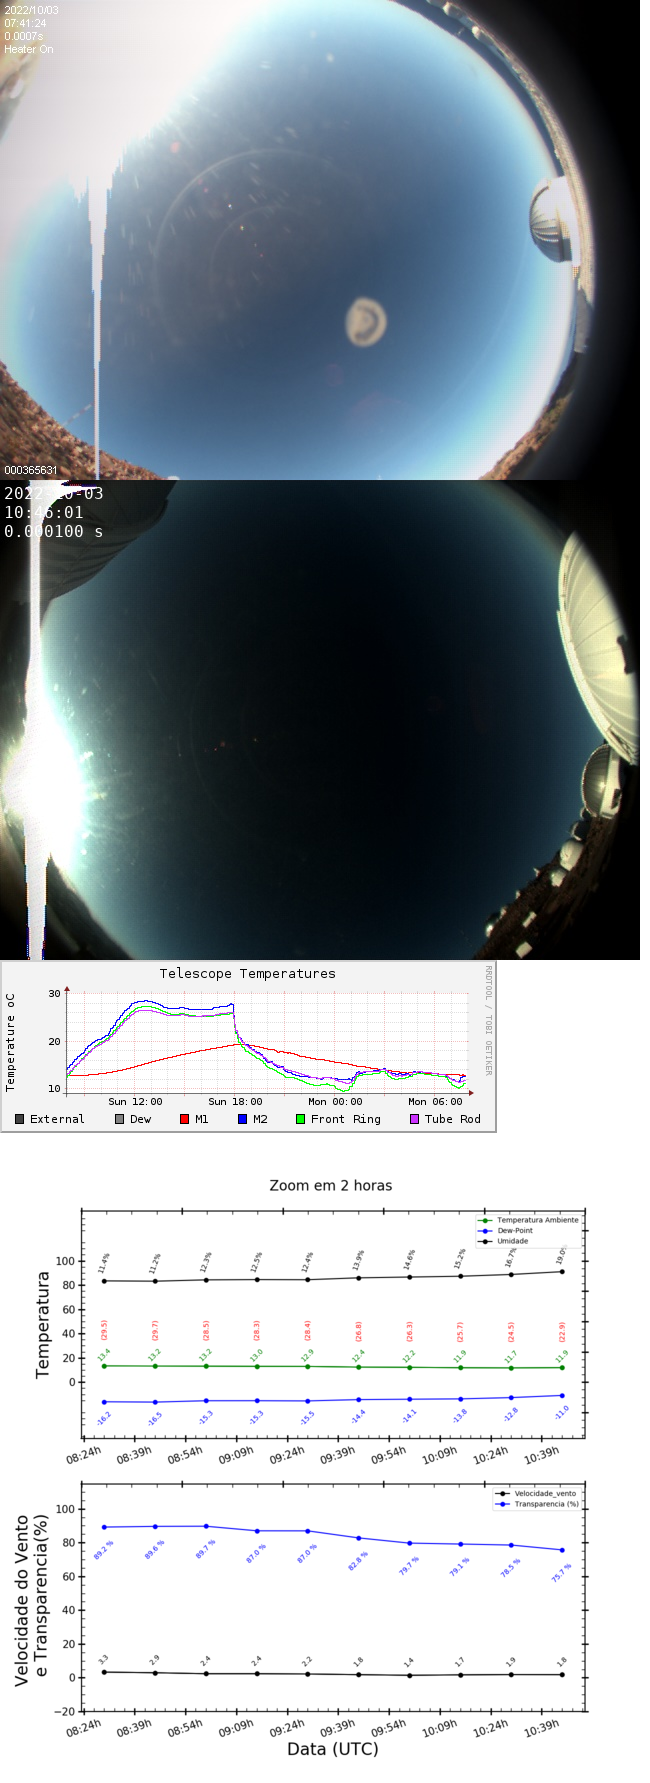 2022/10/03
07:41:24
0.0007s
Heater On
000365631
2022-10-03
10:46:01
0.000100 s
Telescope Temperatures
RRDTOOL / TOBI OETIKER
Temperature oC
30
20
10
Sun 12:00 Sun 18:00 Mon 00:00 Mon 06:00
External Dew M1 M2 Front Ring Tube Rod
Zoom em 2 horas
Temperatura Ambiente
Dew-Point
Umidade
Temperatura
100
80
60
40
20
0
11.4% 11.2% 12.3% 12.5% 12.4% 13.9% 14.6% 15.2% 16.7% 19.0%
(29.5) (29.7) (28.5) (28.3) (28.4) (26.8) (26.3) (25.7) (24.5) (22.9)
13.4 13.2 13.2 13.0 12.9 12.4 12.2 11.9 11.7 11.9
-16.2 -16.5 -15.3 -15.3 -15.5 -14.4 -14.1 -13.8 -12.8 -11.0
08:24h 08:39h 08:54h 09:09h 09:24h 09:39h 09:54h 10:09h 10:24h 10:39h
Velocidade_vento
Transparencia (%)
Velocidade do Vento
e Transparencia(%)
100
80
60
40
20
0
−20
89.2 % 89.6 % 89.7 % 87.0 % 87.0 % 82.8 % 79.7 % 79.1 % 78.5 % 75.7 %
3.3 2.9 2.4 2.4 2.2 1.8 1.4 1.7 1.9 1.8
08:24h 08:39h 08:54h 09:09h 09:24h 09:39h 09:54h 10:09h 10:24h 10:39h
Data (UTC)